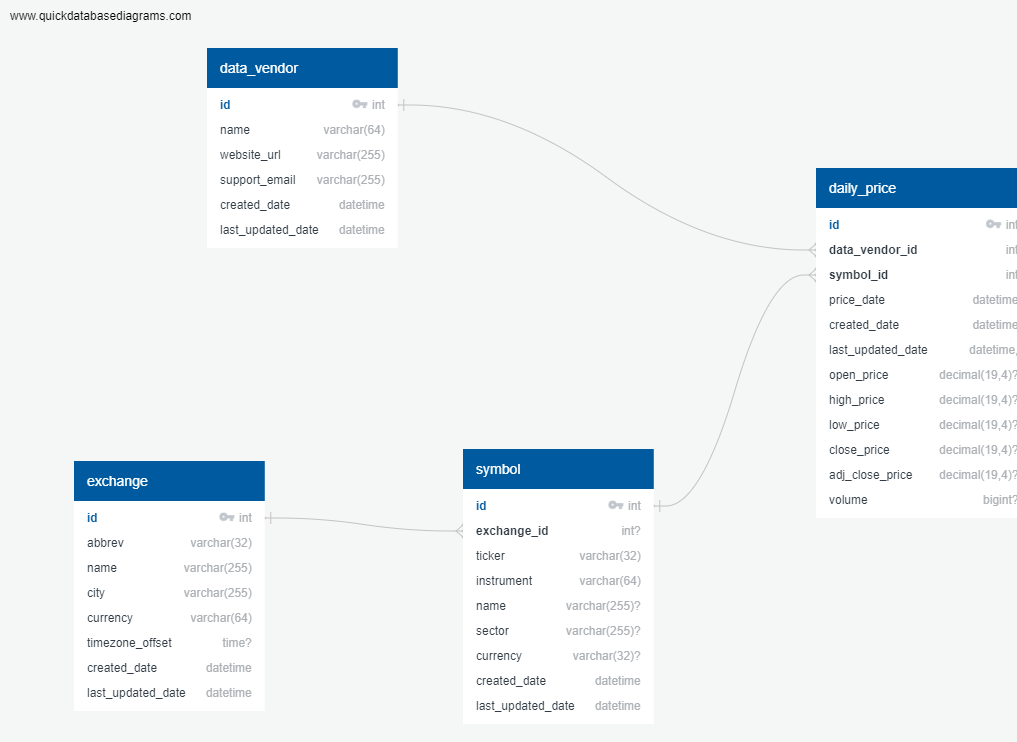 www.quickdatabasediagrams.com
data_vendor
id int
name varchar(64)
website_url varchar(255)
support_email varchar(255)
created_date datetime
last_updated_date datetime
daily_price
id int
data_vendor_id int
symbol_id int
price_date datetime
created_date datetime
last_updated_date datetime,
open_price decimal(19,4)?
high_price decimal(19,4)?
low_price decimal(19,4)?
close_price decimal(19,4)?
adj_close_price decimal(19,4)?
volume bigint?
exchange
id int
abbrev varchar(32)
name varchar(255)
city varchar(255)
currency varchar(64)
timezone_offset time?
created_date datetime
last_updated_date datetime
symbol
id int
exchange_id int?
ticker varchar(32)
instrument varchar(64)
name varchar(255)?
sector varchar(255)?
currency varchar(32)?
created_date datetime
last_updated_date datetime